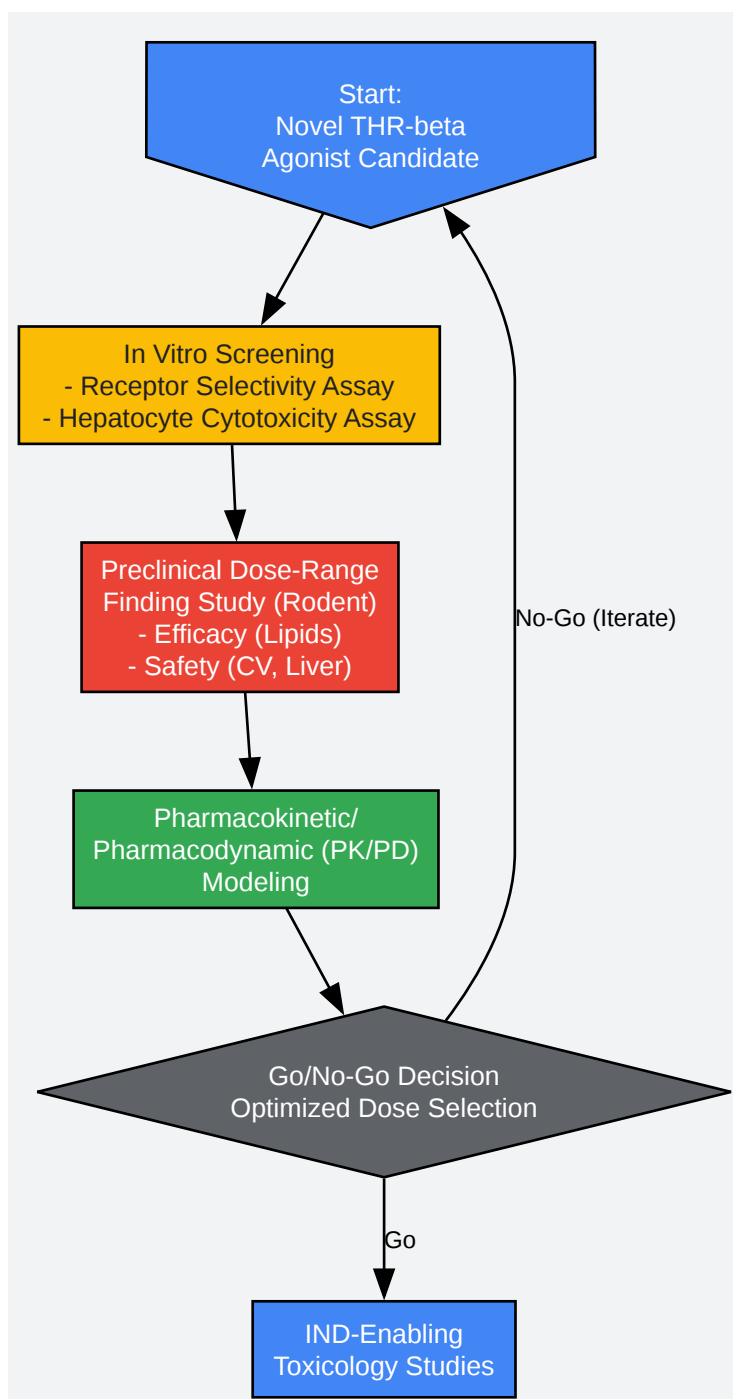 Start:
Novel THR-beta
Agonist Candidate
In Vitro Screening
- Receptor Selectivity Assay
- Hepatocyte Cytotoxicity Assay
Preclinical Dose-Range
Finding Study (Rodent)
- Efficacy (Lipids)
- Safety (CV, Liver)
No-Go (Iterate)
Pharmacokinetic/
Pharmacodynamic (PK/PD)
Modeling
Go/No-Go Decision
Optimized Dose Selection
Go
IND-Enabling
Toxicology Studies